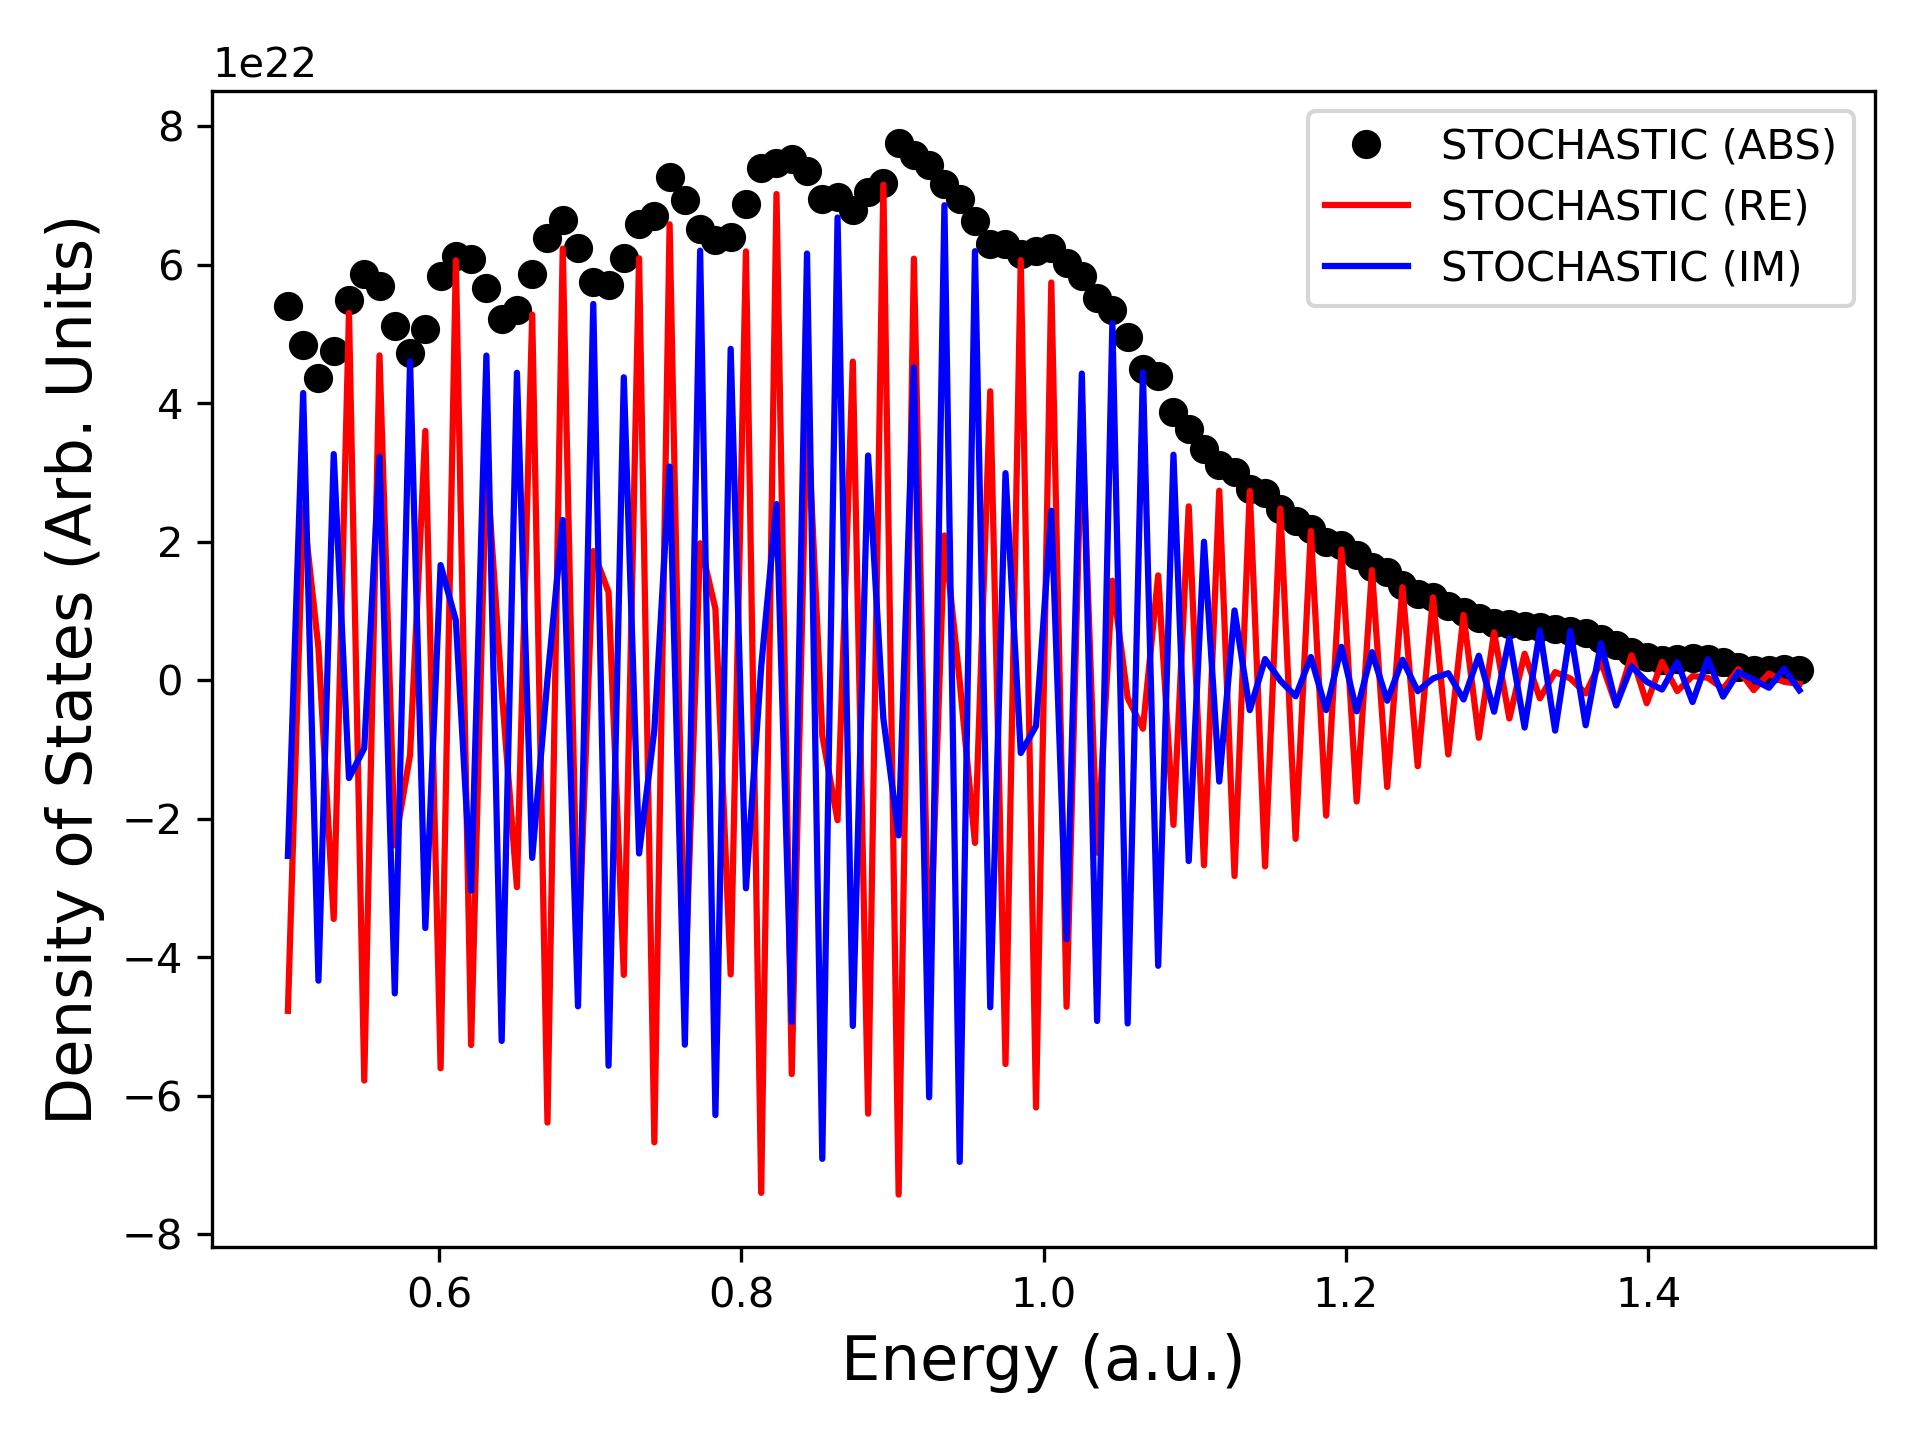 1e22
8
6
4
2
0
−2
−4
−6
−8
Density of States (Arb. Units)
STOCHASTIC (ABS)
STOCHASTIC (RE)
STOCHASTIC (IM)
0.6 0.8 1.0 1.2 1.4
Energy (a.u.)